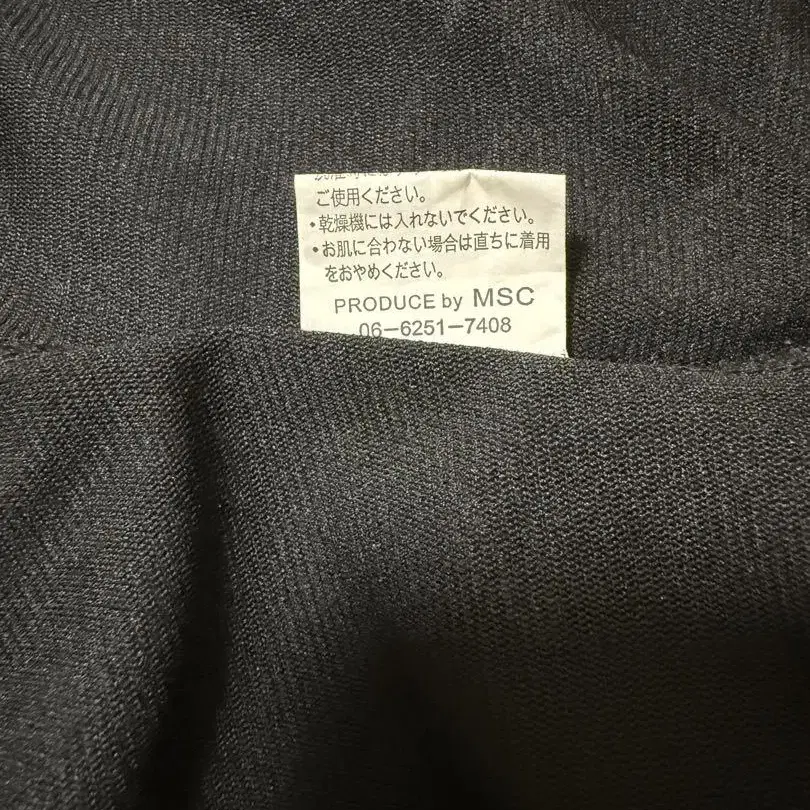 ご使用ください。
・乾燥機には入れないでください。
・お肌に合わない場合は直ちに着用
をおやめください。
PRODUCE by MSC
06-6251-7408